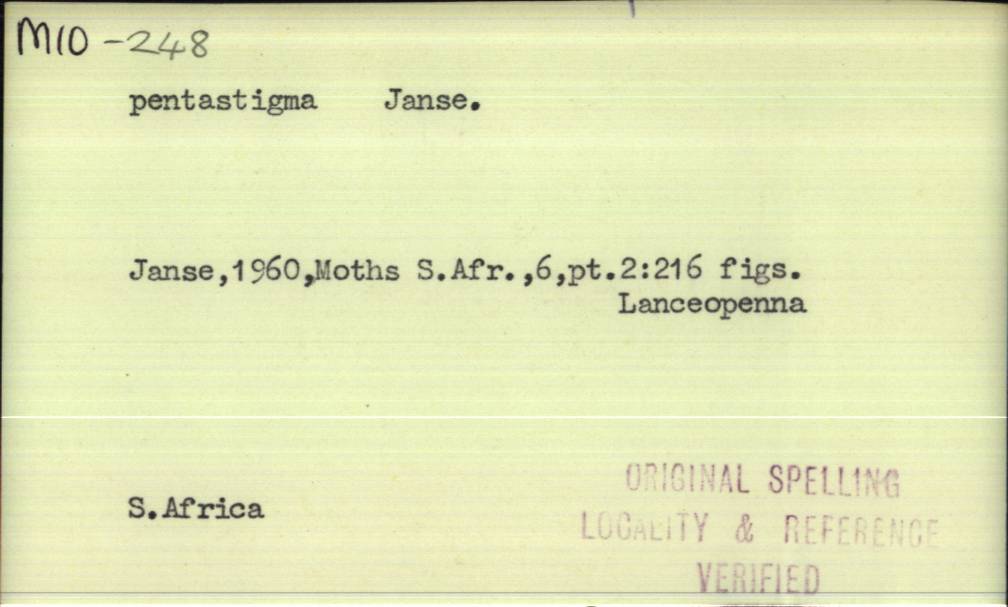 M10 -248
pentastigma Janse.
Janse,1960,Moths S.Afr.,6,pt.2:216 figs.
Lanceopenna
S.Africa
ORIGINAL SPELLING
LOCALITY & REFERENCE
VERIFIED